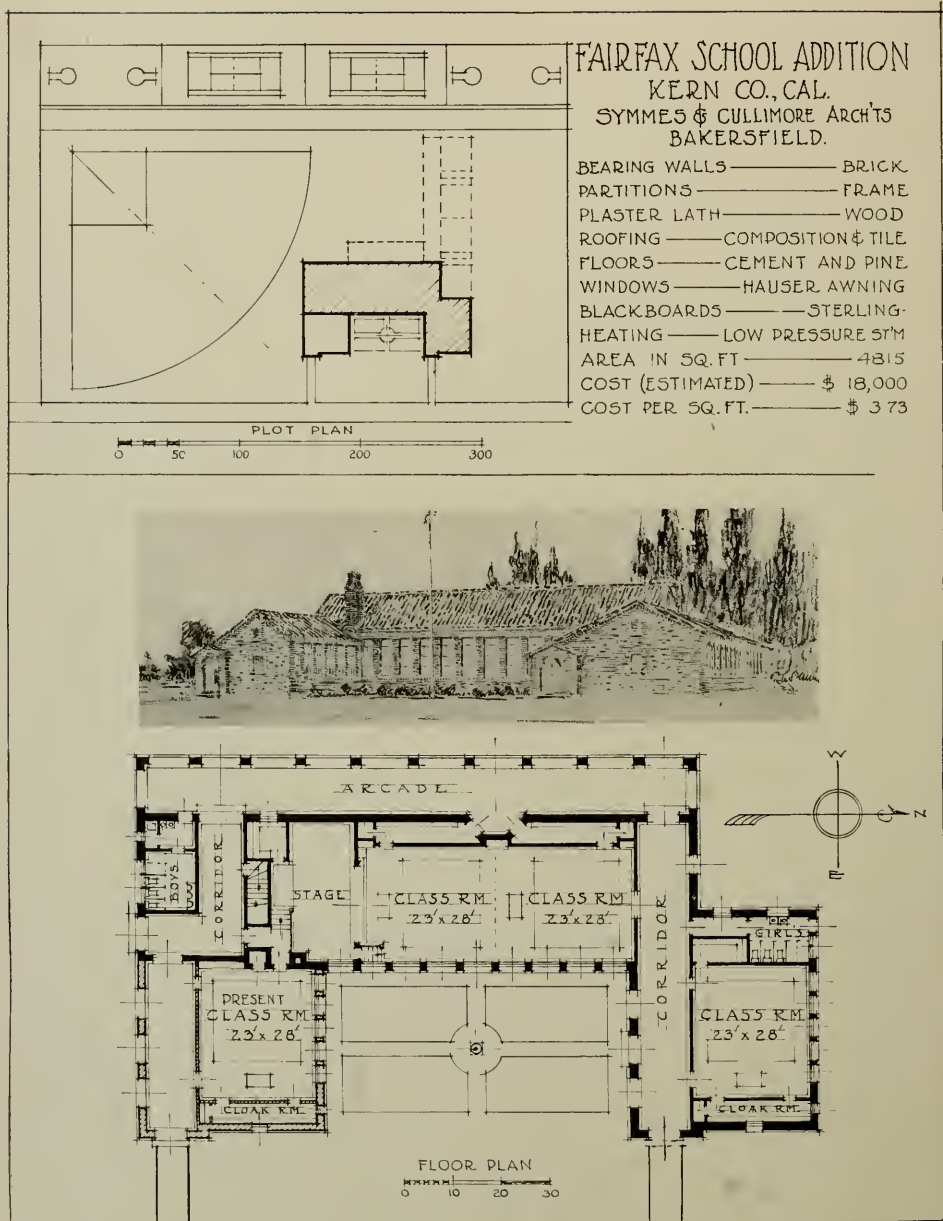 FAIRFAX SCHOOL ADDITION
KERN CO., CAL.
SYMMES & CULLIMORE ARCH'TS
BAKERSFIELD.
BEARING WALLS — BRICK
PARTITIONS — FRAME
PLASTER LATH — WOOD
ROOFING — COMPOSITION & TILE
FLOORS — CEMENT AND PINE
WINDOWS — HAUSER AWNING
BLACKBOARDS — STERLING-
HEATING — LOW PRESSURE ST'M
AREA IN SQ. FT — 4815
COST (ESTIMATED) — $ 18,000
COST PER SQ. FT. — $ 3 73
PLOT PLAN
0 50 100 200 300
ARCADE
W
N
E
BOYS
CORRIDOR
STAGE
CLASS RM
23' x 28'
CLASS RM
23' x 28'
CORRIDOR
GIRLS
PRESENT
CLASS RM
23' x 28'
CLASS RM
23' x 28'
CLOAK RM
CLOAK RM
FLOOR PLAN
0 10 20 30